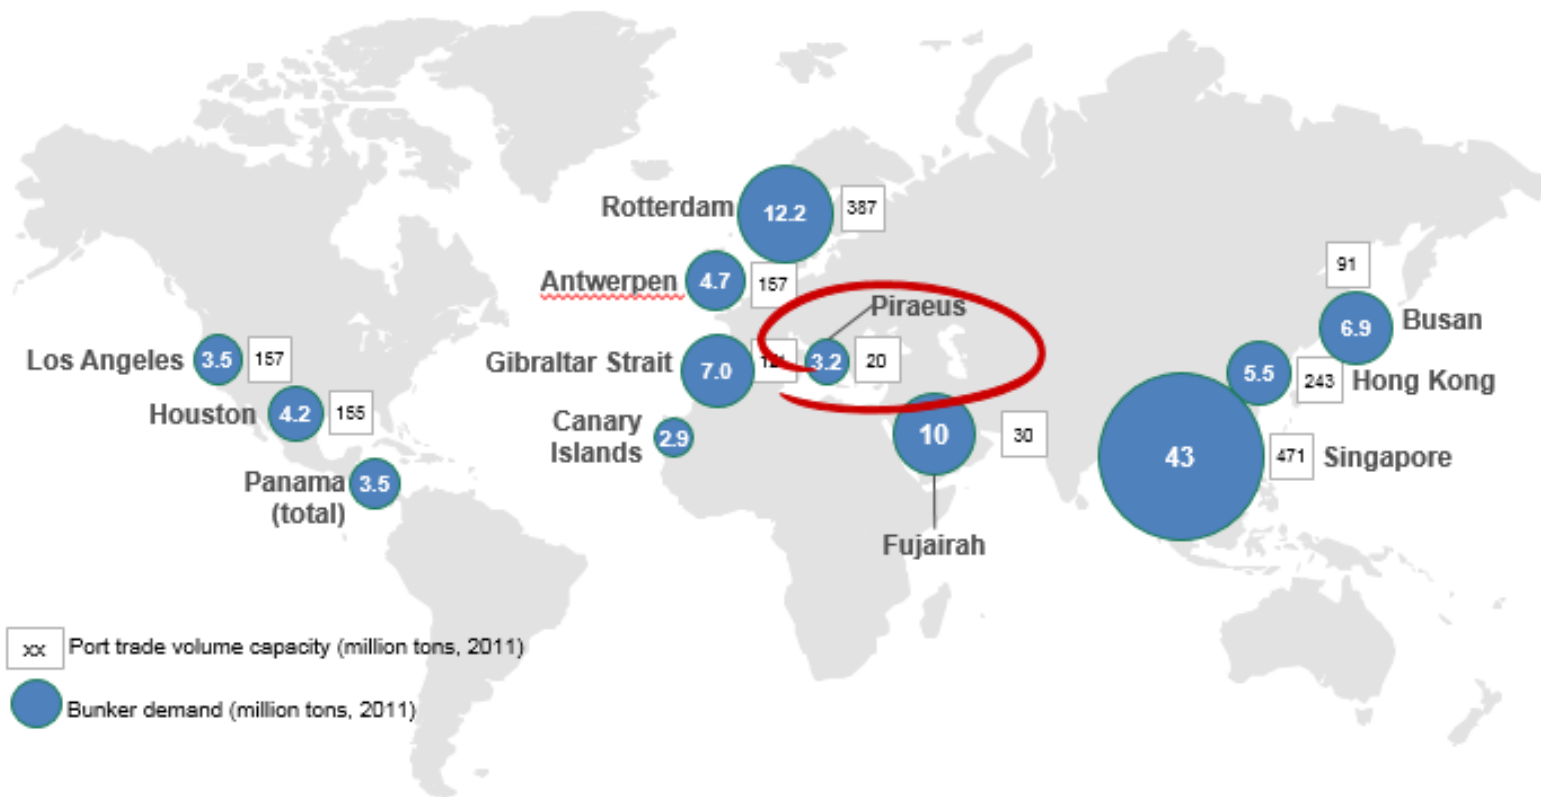 Rotterdam
12.2
387
Antwerpen
4.7
157
91
Piraeus
6.9
Busan
Los Angeles
3.5
157
Gibraltar Strait
7.0
3.2
20
5.5
243
Hong Kong
Houston
4.2
155
Canary
Islands
2.9
10
30
43
471
Singapore
Panama
(total)
3.5
Fujairah
xx
Port trade volume capacity (million tons, 2011)
Bunker demand (million tons, 2011)